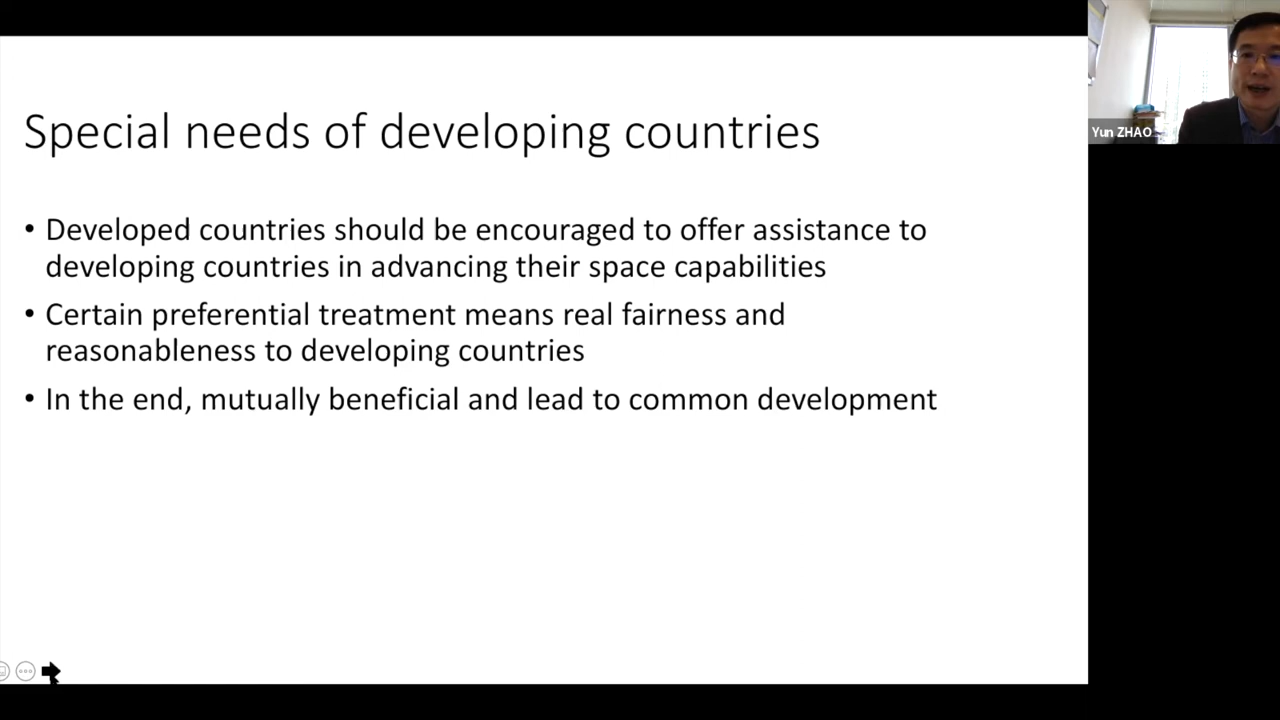 Special needs of developing countries
• Developed countries should be encouraged to offer assistance to
developing countries in advancing their space capabilities
• Certain preferential treatment means real fairness and
reasonableness to developing countries
• In the end, mutually beneficial and lead to common development
Yun ZHAO